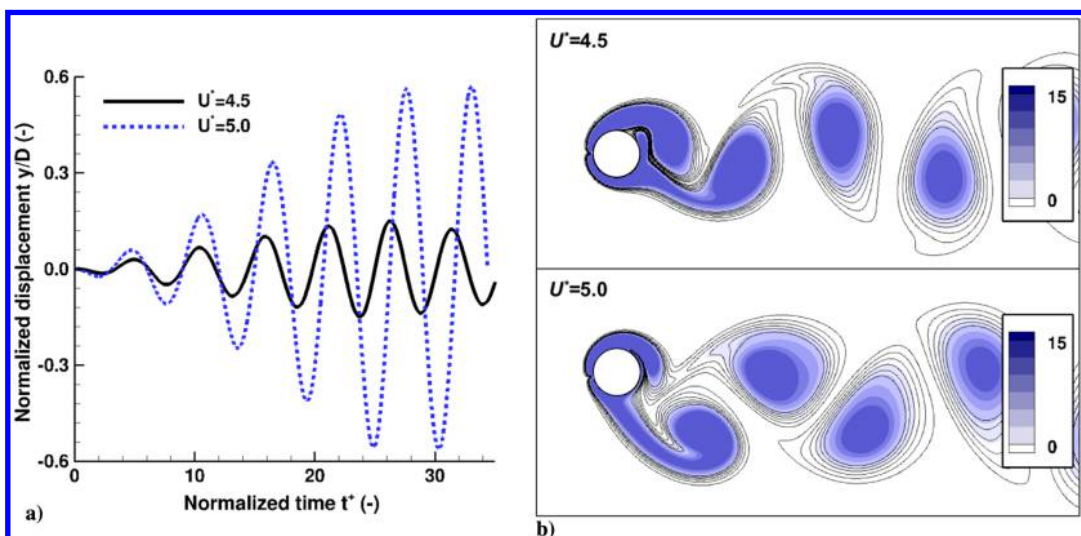 0.6
0.3
0.0
-0.3
-0.6
Normalized displacement y/D (-)
U*=4.5
U*=5.0
0
10
20
30
Normalized time t* (-)
a)
U*=4.5
15
0
U*=5.0
15
0
b)